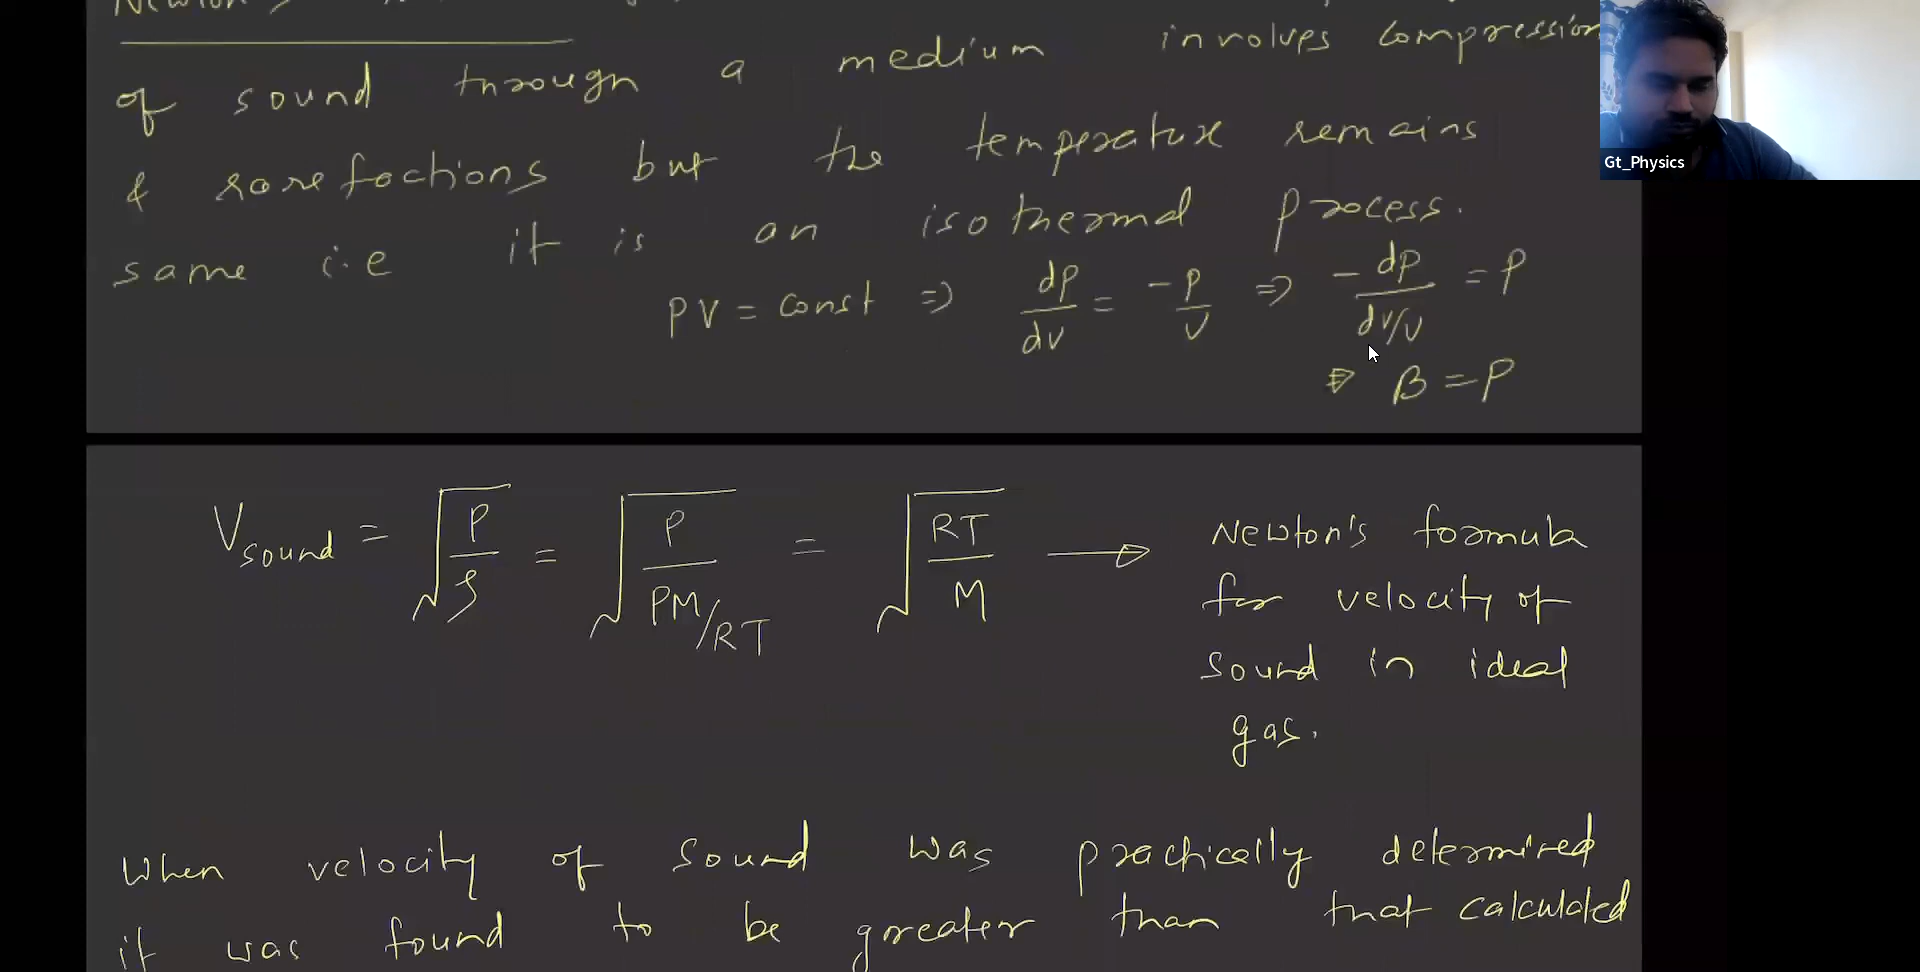 Newton's
of sound through a medium involves compression
& rarefactions but the temperature remains
same i.e it is an isothermal process.
PV = const ⇒ dP/dV = -P/V ⇒ - dP/dV/V = P
⇒ B = P
V sound = √P/ρ = √P/PM/RT = √RT/M → Newton's formula
for velocity of
sound in ideal
gas.
When velocity of sound was practically determined
it was found to be greater than that calculated
Gt_Physics